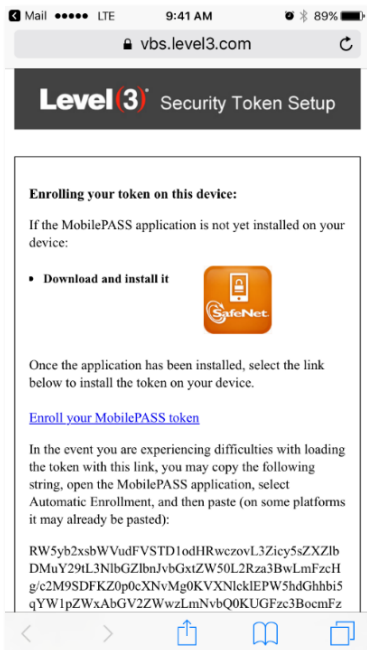 Mail ●●●●● LTE 9:41 AM 89%
vbs.level3.com
Level(3) Security Token Setup
Enrolling your token on this device:
If the MobilePASS application is not yet installed on your
device:
• Download and install it
SafeNet
Once the application has been installed, select the link
below to install the token on your device.
Enroll your MobilePASS token
In the event you are experiencing difficulties with loading
the token with this link, you may copy the following
string, open the MobilePASS application, select
Automatic Enrollment, and then paste (on some platforms
it may already be pasted):
RW5yb2xsbWVudFVSTD1odHRwczovL3Zicy5sZXZlb
DMuY29tL3NlbGZlbnJvbGxtZW50L2Rza3BwLmFzcH
g/c2M9SDFKZ0p0cXNvMg0KVXNlcklEPW5hdGhhbi5
qYW1pZWxAbGV2ZWwzLmNvbQ0KUGFzc3BocmFz